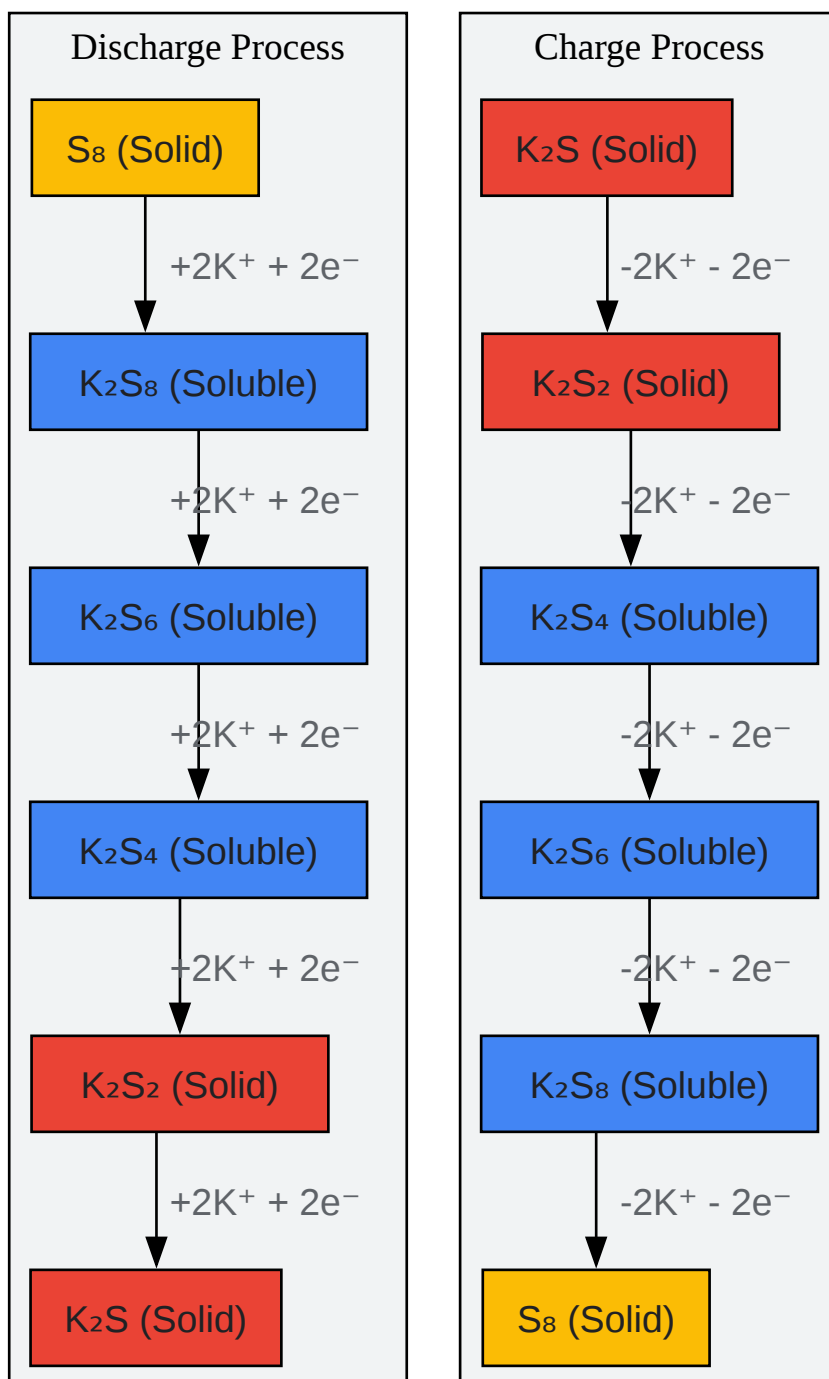 Discharge Process
S₈ (Solid)
+2K⁺ + 2e⁻
K₂S₈ (Soluble)
+2K⁺ + 2e⁻
K₂S₆ (Soluble)
+2K⁺ + 2e⁻
K₂S₄ (Soluble)
+2K⁺ + 2e⁻
K₂S₂ (Solid)
+2K⁺ + 2e⁻
K₂S (Solid)
Charge Process
K₂S (Solid)
-2K⁺ - 2e⁻
K₂S₂ (Solid)
-2K⁺ - 2e⁻
K₂S₄ (Soluble)
-2K⁺ - 2e⁻
K₂S₆ (Soluble)
-2K⁺ - 2e⁻
K₂S₈ (Soluble)
-2K⁺ - 2e⁻
S₈ (Solid)